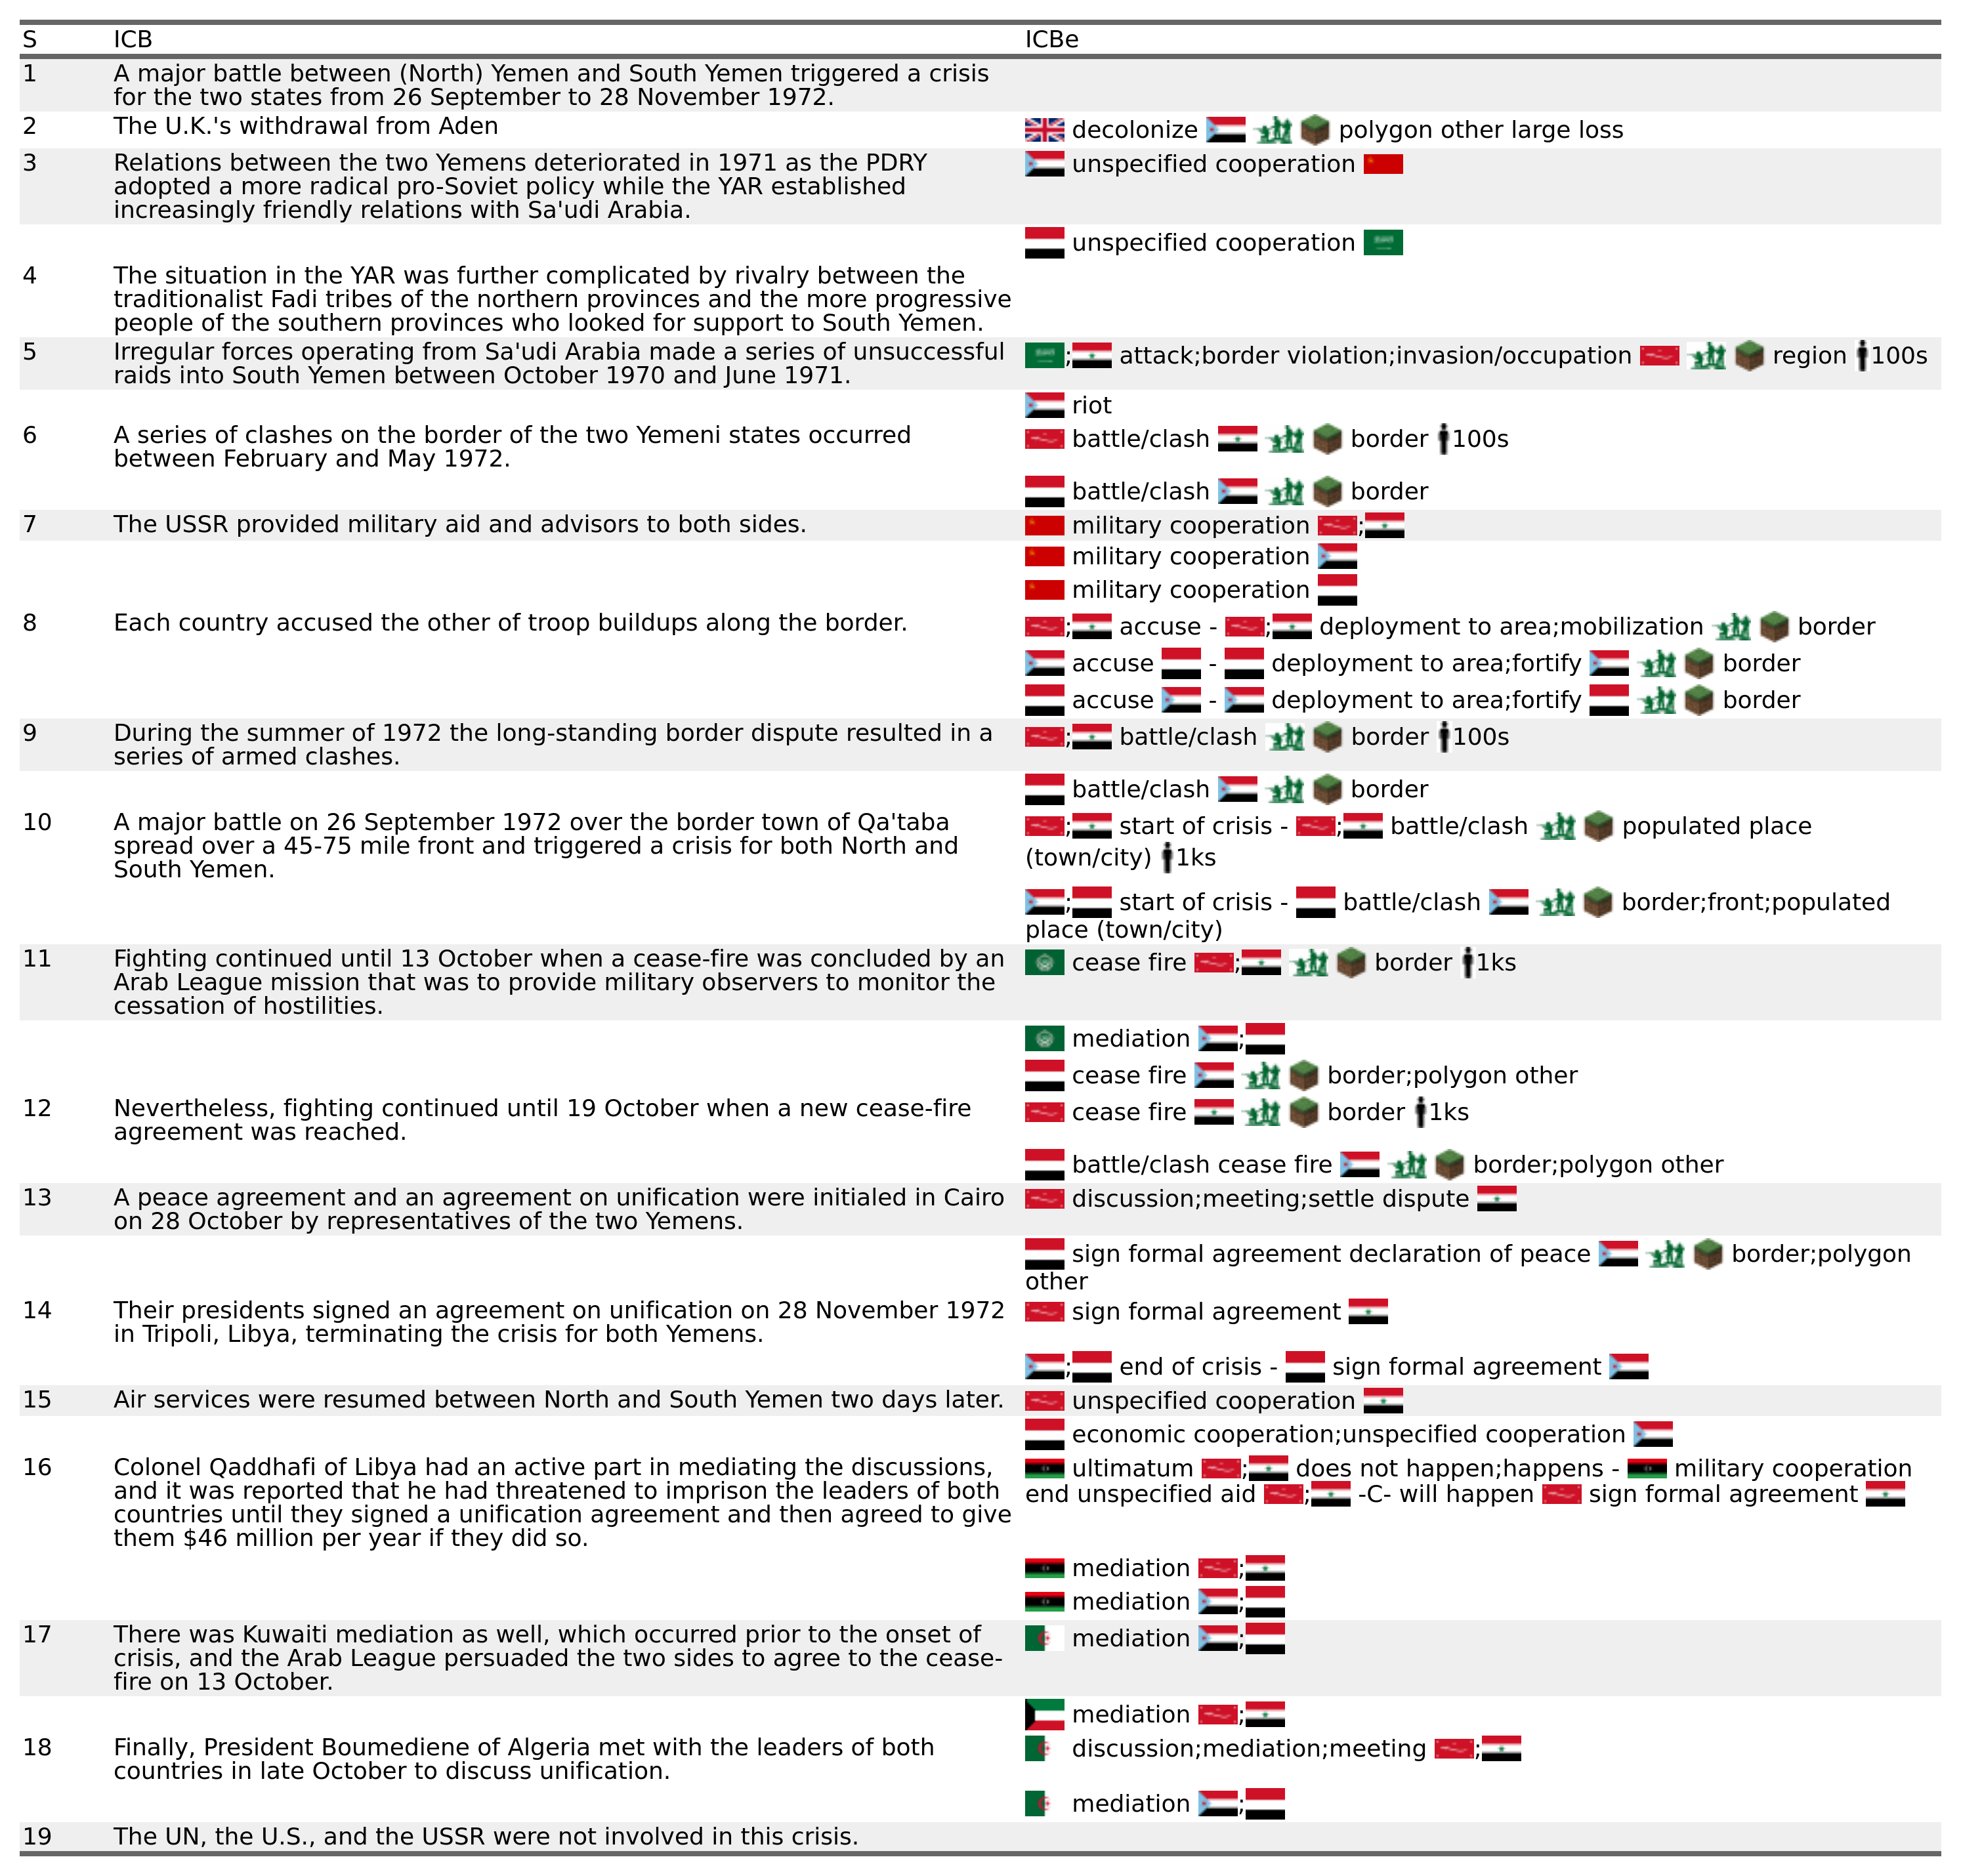 S ICB ICBe
1 A major battle between (North) Yemen and South Yemen triggered a crisis
for the two states from 26 September to 28 November 1972.
2 The U.K.'s withdrawal from Aden decolonize polygon other large loss
3 Relations between the two Yemens deteriorated in 1971 as the PDRY unspecified cooperation
adopted a more radical pro-Soviet policy while the YAR established
increasingly friendly relations with Sa'udi Arabia.
unspecified cooperation
4 The situation in the YAR was further complicated by rivalry between the
traditionalist Fadi tribes of the northern provinces and the more progressive
people of the southern provinces who looked for support to South Yemen.
5 Irregular forces operating from Sa'udi Arabia made a series of unsuccessful ; attack;border violation;invasion/occupation region 100s
raids into South Yemen between October 1970 and June 1971.
riot
6 A series of clashes on the border of the two Yemeni states occurred battle/clash border 100s
between February and May 1972.
battle/clash border
7 The USSR provided military aid and advisors to both sides. military cooperation ;
military cooperation
military cooperation
8 Each country accused the other of troop buildups along the border. ; accuse - ; deployment to area;mobilization border
accuse - deployment to area;fortify border
accuse - deployment to area;fortify border
9 During the summer of 1972 the long-standing border dispute resulted in a ; battle/clash border 100s
series of armed clashes.
battle/clash border
10 A major battle on 26 September 1972 over the border town of Qa'taba ; start of crisis - ; battle/clash populated place
spread over a 45-75 mile front and triggered a crisis for both North and (town/city) 1ks
South Yemen.
; start of crisis - battle/clash border;front;populated
place (town/city)
11 Fighting continued until 13 October when a cease-fire was concluded by an cease fire ; border 1ks
Arab League mission that was to provide military observers to monitor the
cessation of hostilities.
mediation ;
cease fire border;polygon other
12 Nevertheless, fighting continued until 19 October when a new cease-fire cease fire border 1ks
agreement was reached.
battle/clash cease fire border;polygon other
13 A peace agreement and an agreement on unification were initialed in Cairo discussion;meeting;settle dispute
on 28 October by representatives of the two Yemens.
sign formal agreement declaration of peace border;polygon
other
14 Their presidents signed an agreement on unification on 28 November 1972 sign formal agreement
in Tripoli, Libya, terminating the crisis for both Yemens.
; end of crisis - sign formal agreement
15 Air services were resumed between North and South Yemen two days later. unspecified cooperation
economic cooperation;unspecified cooperation
16 Colonel Qaddhafi of Libya had an active part in mediating the discussions, ultimatum ; does not happen;happens - military cooperation
and it was reported that he had threatened to imprison the leaders of both end unspecified aid ; -C- will happen sign formal agreement
countries until they signed a unification agreement and then agreed to give
them $46 million per year if they did so.
mediation ;
mediation ;
17 There was Kuwaiti mediation as well, which occurred prior to the onset of mediation ;
crisis, and the Arab League persuaded the two sides to agree to the cease-
fire on 13 October.
mediation ;
18 Finally, President Boumediene of Algeria met with the leaders of both discussion;mediation;meeting ;
countries in late October to discuss unification.
mediation ;
19 The UN, the U.S., and the USSR were not involved in this crisis.